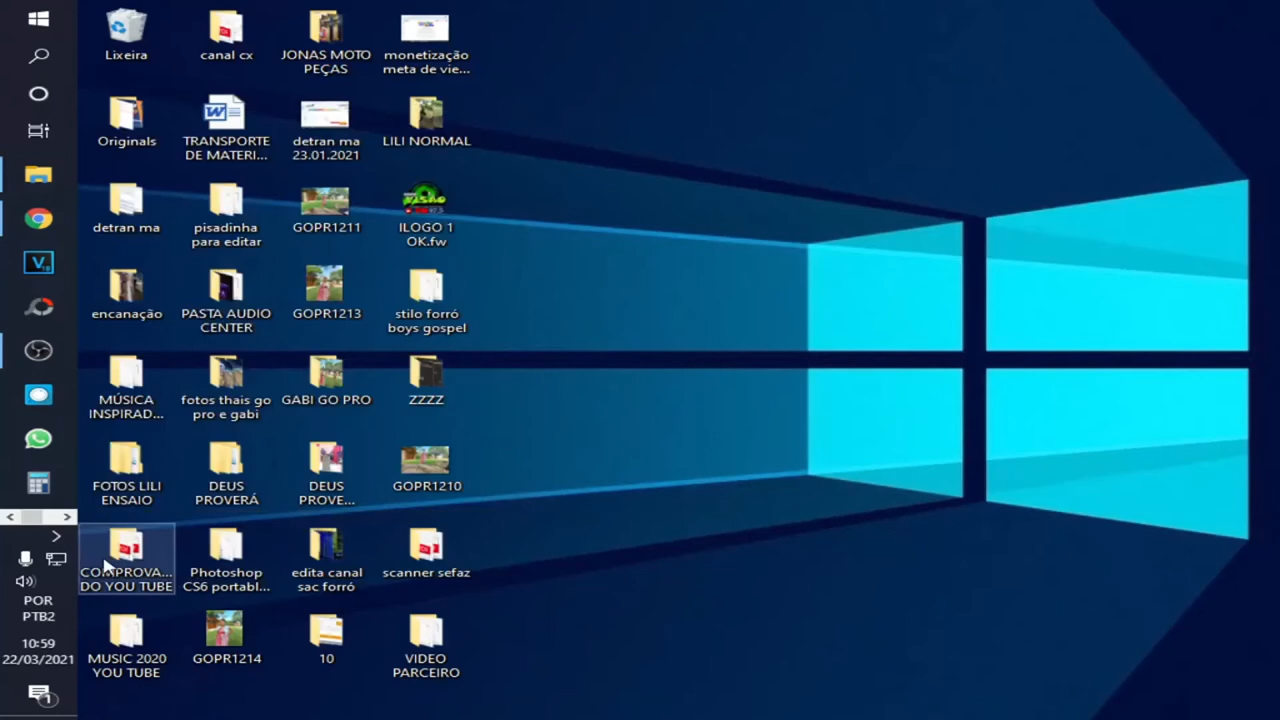 Lixeira
canal cx
JONAS MOTO
PEÇAS
monetização
meta de vie...
Originals
TRANSPORTE
DE MATERI...
detran ma
23.01.2021
LILI NORMAL
detran ma
pisadinha
para editar
GOPR1211
ILOGO 1
OK.fw
encanação
PASTA AUDIO
CENTER
GOPR1213
stilo forró
boys gospel
MÚSICA
INSPIRAD...
fotos thais go
pro e gabi
GABI GO PRO
ZZZZ
FOTOS LILI
ENSAIO
DEUS
PROVERÁ
DEUS
PROVE...
GOPR1210
COMPROVA...
DO YOU TUBE
Photoshop
CS6 portabl...
edita canal
sac forró
scanner sefaz
MUSIC 2020
YOU TUBE
GOPR1214
10
VIDEO
PARCEIRO
POR
PTB2
10:59
22/03/2021
1